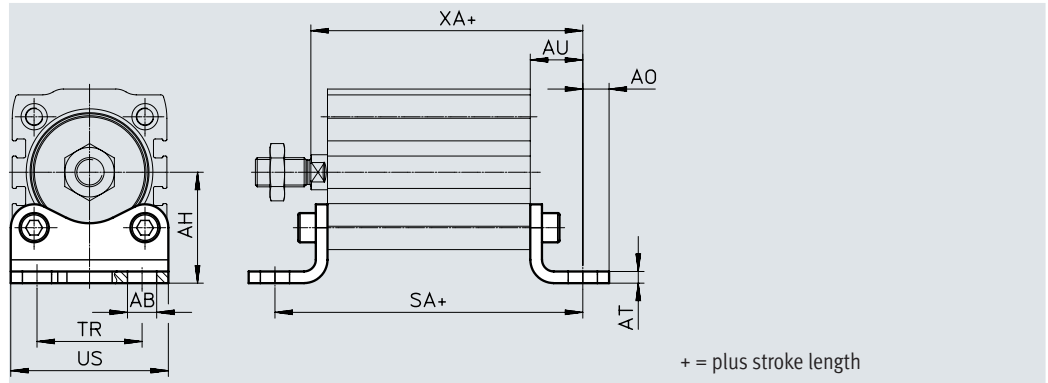 XA+
AU
AO
AH
AB
TR
US
SA+
AT
+ = plus stroke length